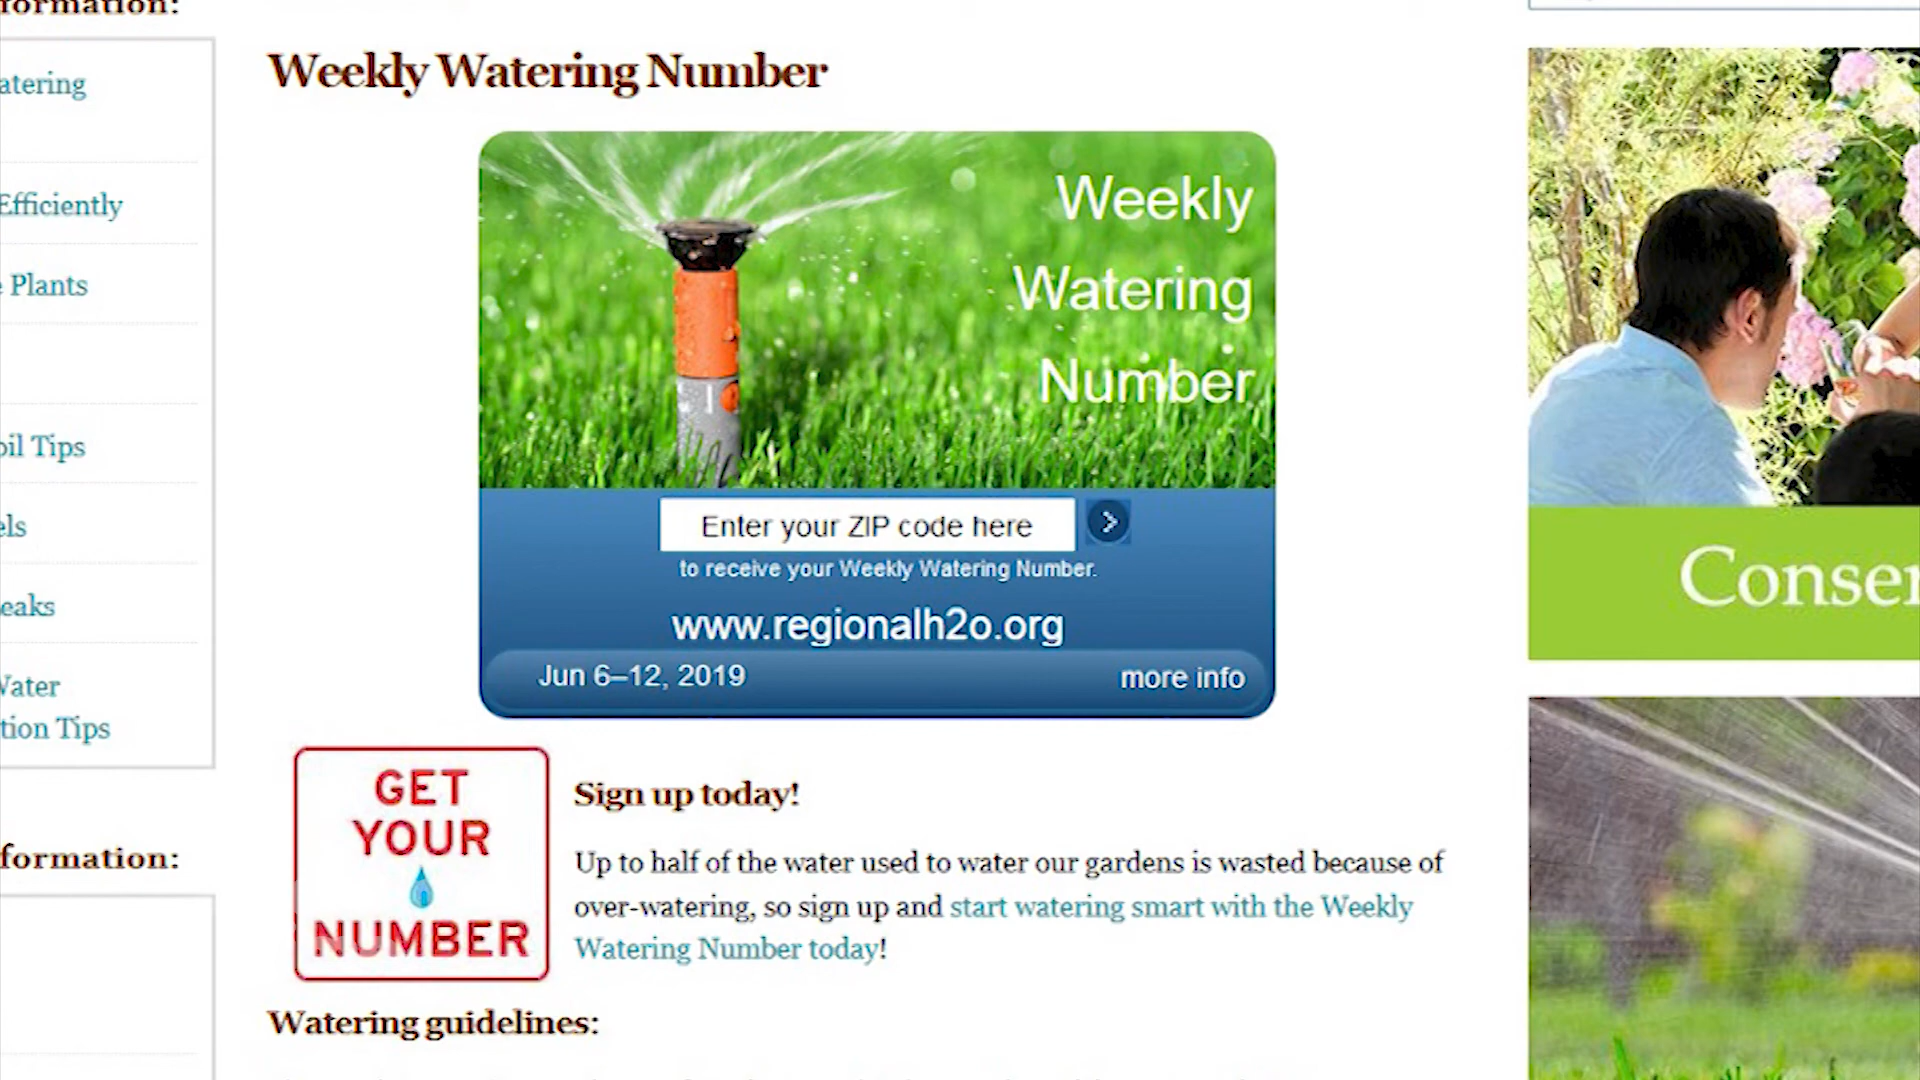 formation:
atering
Efficiently
Plants
oil Tips
els
eaks
Vater
tion Tips
formation:
Weekly Watering Number
Weekly
Watering
Number
Enter your ZIP code here
to receive your Weekly Watering Number.
www.regionalh2o.org
Jun 6–12, 2019
more info
GET
YOUR
NUMBER
Sign up today!
Up to half of the water used to water our gardens is wasted because of
over-watering, so sign up and start watering smart with the Weekly
Watering Number today!
Watering guidelines:
Conser